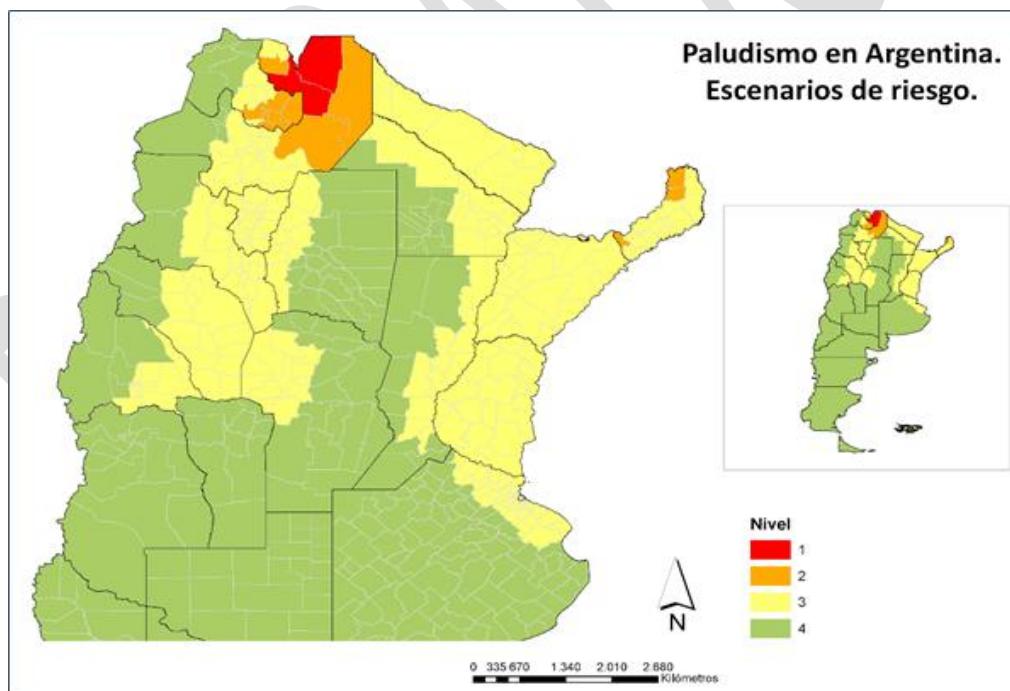 Paludismo en Argentina.
Escenarios de riesgo.
Nivel
1
2
3
4
N
0 335 670 1.340 2.010 2.680
Kilómetros